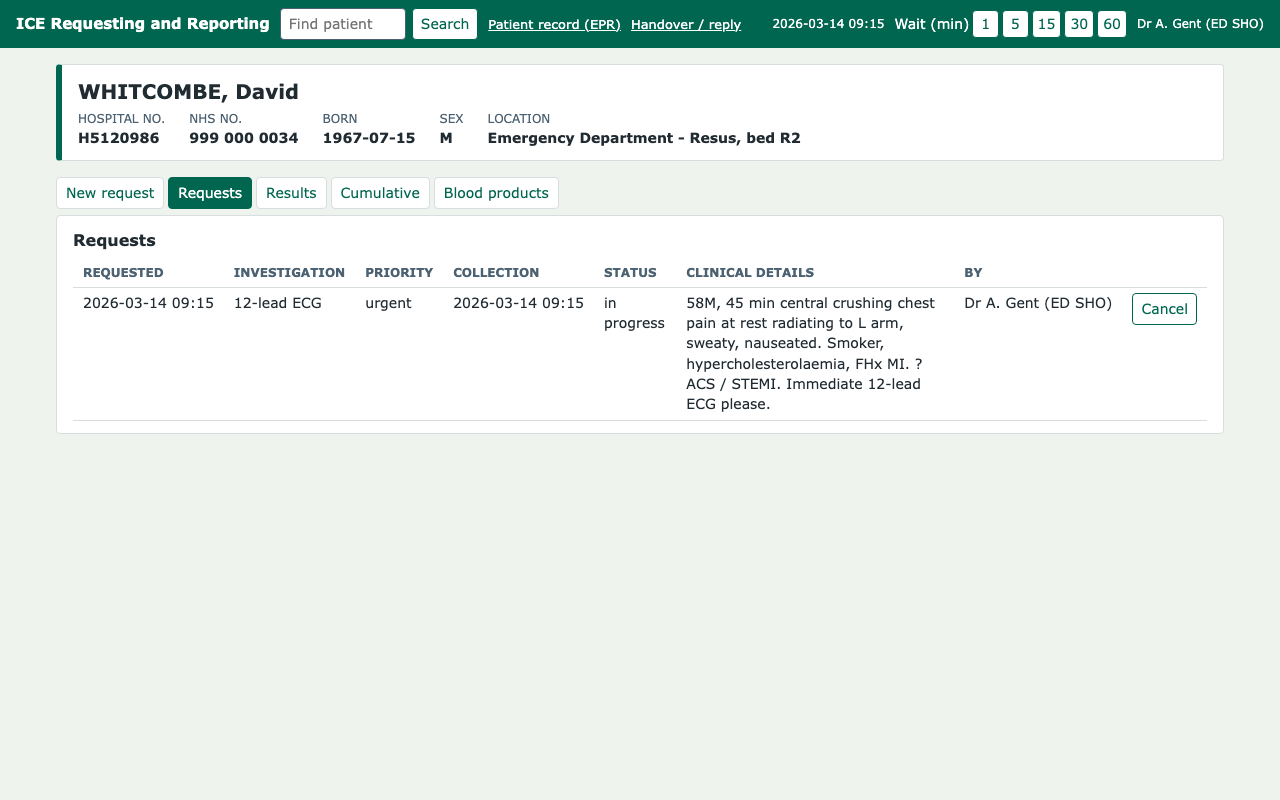 ICE Requesting and Reporting Find patient Search Patient record (EPR) Handover / reply 2026-03-14 09:15 Wait (min) 1 5 15 30 60 Dr A. Gent (ED SHO)
WHITCOMBE, David
HOSPITAL NO. NHS NO. BORN SEX LOCATION
H5120986 999 000 0034 1967-07-15 M Emergency Department - Resus, bed R2
New request Requests Results Cumulative Blood products
Requests
REQUESTED INVESTIGATION PRIORITY COLLECTION STATUS CLINICAL DETAILS BY
2026-03-14 09:15 12-lead ECG urgent 2026-03-14 09:15 in 58M, 45 min central crushing chest Dr A. Gent (ED SHO) Cancel
progress pain at rest radiating to L arm,
sweaty, nauseated. Smoker,
hypercholesterolaemia, FHx MI. ?
ACS / STEMI. Immediate 12-lead
ECG please.